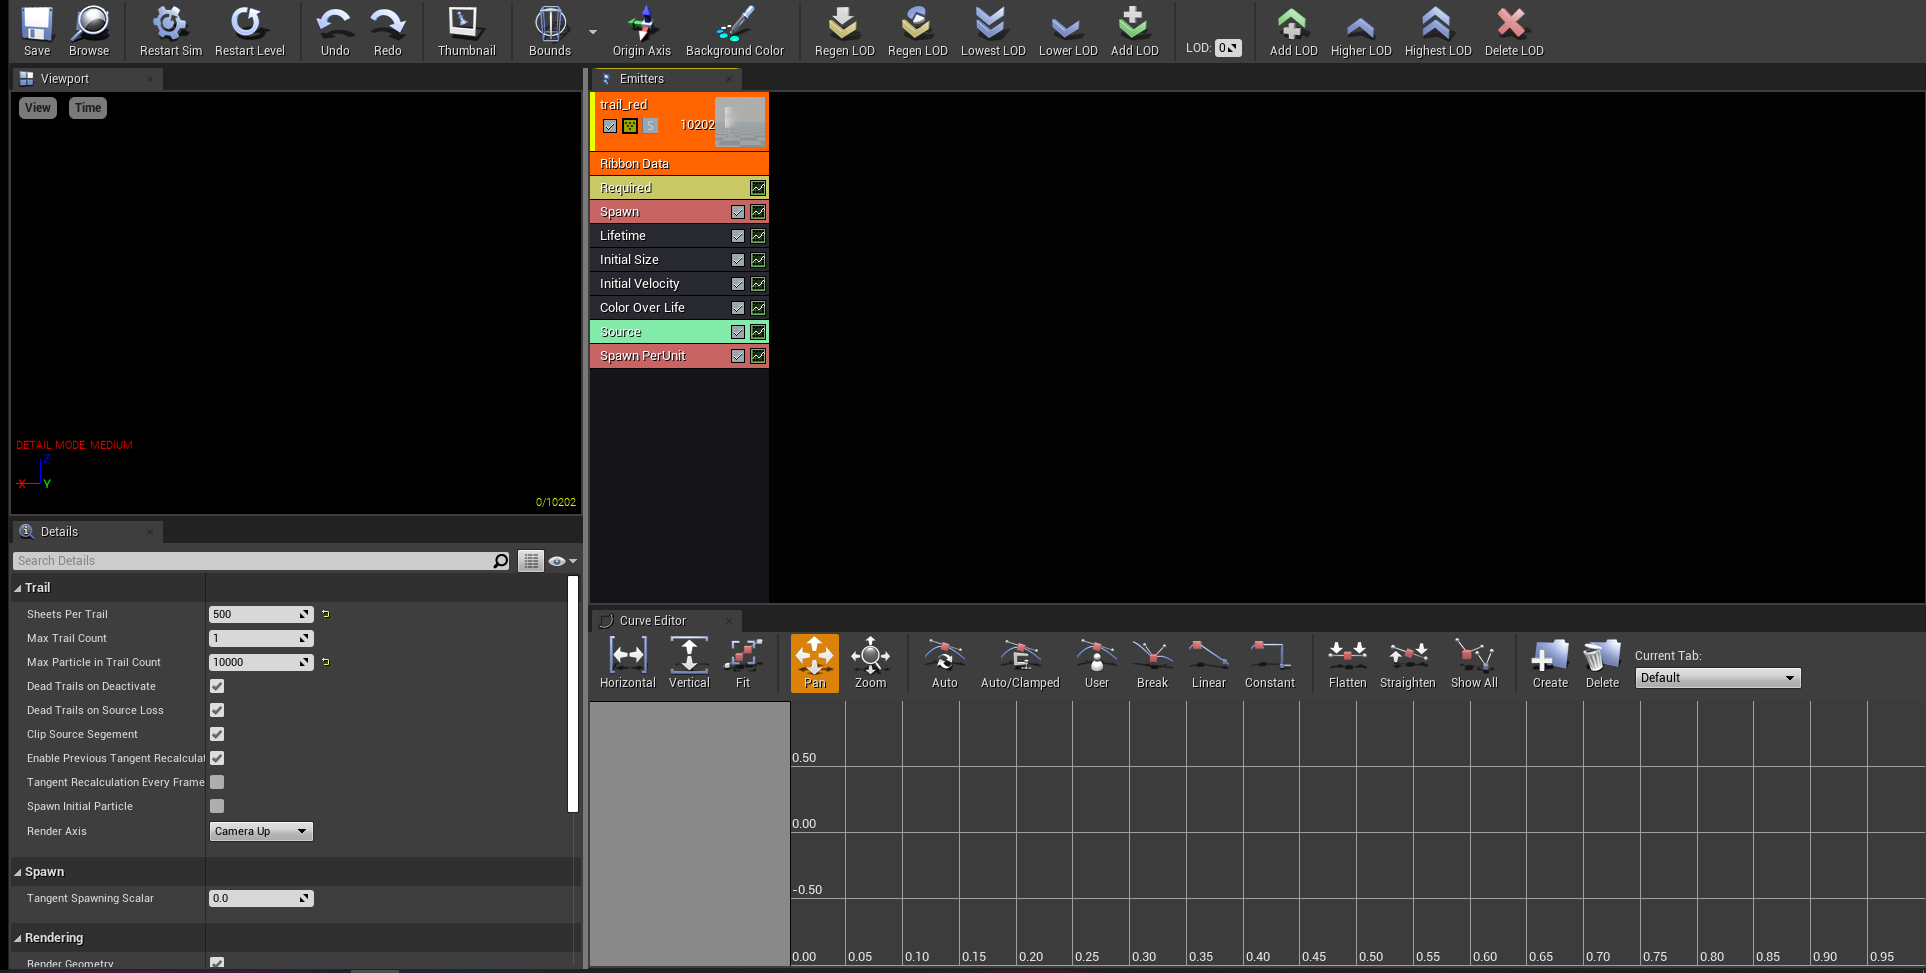 Save
Browse
Restart Sim
Restart Level
Undo
Redo
Thumbnail
Bounds
Origin Axis
Background Color
Regen LOD
Regen LOD
Lowest LOD
Lower LOD
Add LOD
LOD: 0
Add LOD
Higher LOD
Highest LOD
Delete LOD
Viewport
View
Time
DETAIL MODE: MEDIUM
Z
X
Y
0/10202
Emitters
trail_red
S
10202
Ribbon Data
Required
Spawn
Lifetime
Initial Size
Initial Velocity
Color Over Life
Source
Spawn PerUnit
Details
Search Details
Trail
Sheets Per Trail 500
Max Trail Count 1
Max Particle in Trail Count 10000
Dead Trails on Deactivate
Dead Trails on Source Loss
Clip Source Segement
Enable Previous Tangent Recalculat
Tangent Recalculation Every Frame
Spawn Initial Particle
Render Axis Camera Up
Spawn
Tangent Spawning Scalar 0.0
Rendering
Render Geometry
Curve Editor
Horizontal
Vertical
Fit
Pan
Zoom
Auto
Auto/Clamped
User
Break
Linear
Constant
Flatten
Straighten
Show All
Create
Delete
Current Tab:
Default
0.50
0.00
-0.50
0.00 0.05 0.10 0.15 0.20 0.25 0.30 0.35 0.40 0.45 0.50 0.55 0.60 0.65 0.70 0.75 0.80 0.85 0.90 0.95